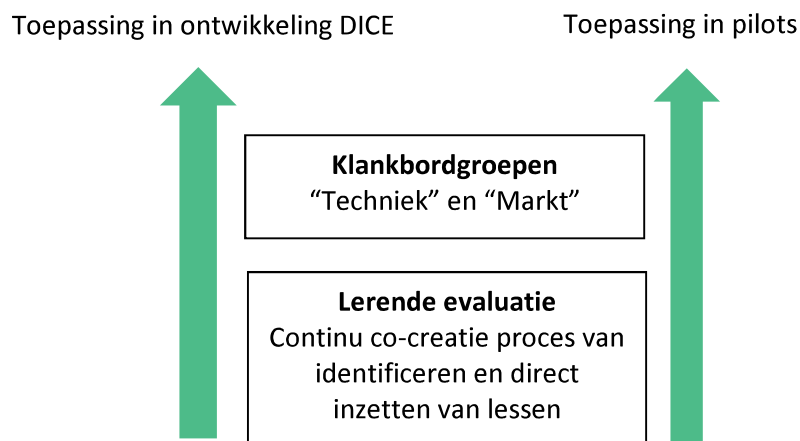 Toepassing in ontwikkeling DICE
Toepassing in pilots
Klankbordgroepen
“Techniek” en “Markt”
Lerende evaluatie
Continu co-creatie proces van
identificeren en direct
inzetten van lessen